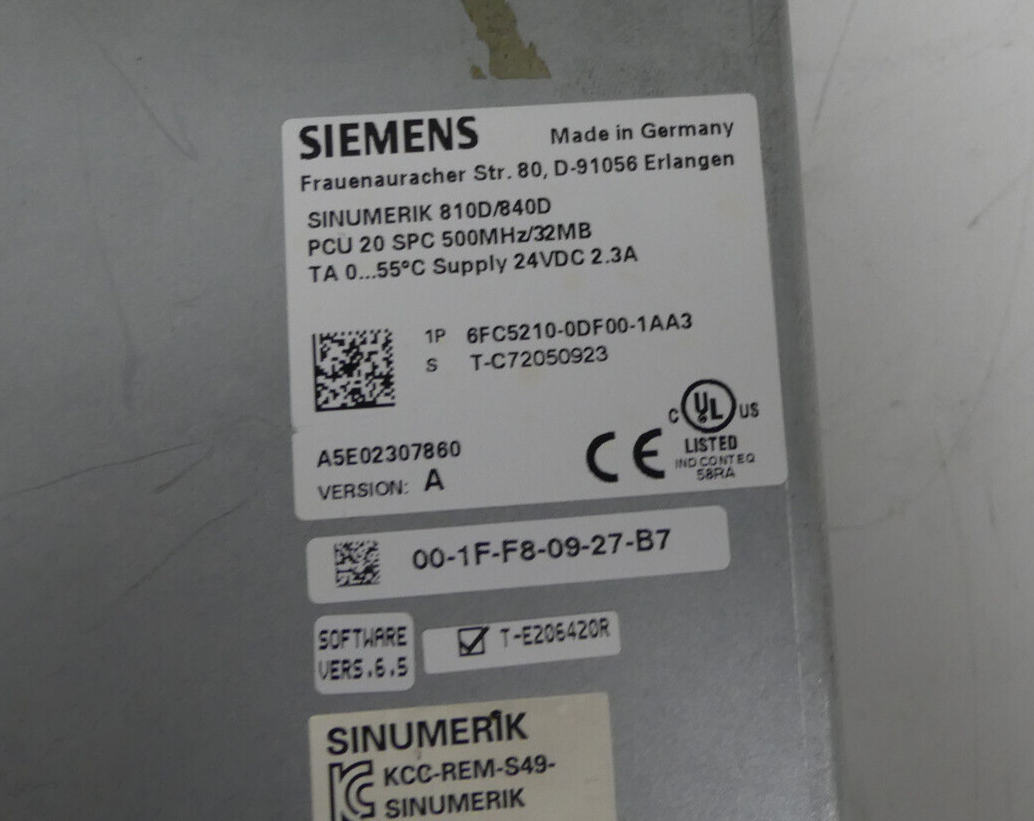 SIEMENS Made in Germany
Frauenauracher Str. 80, D-91056 Erlangen
SINUMERIK 810D/840D
PCU 20 SPC 500MHz/32MB
TA 0...55°C Supply 24VDC 2.3A
1P 6FC5210-0DF00-1AA3
S T-C72050923
C UL US
LISTED
IND CONT EQ
58RA
CE
A5E02307860
VERSION: A
00-1F-F8-09-27-B7
SOFTWARE
VERS.6.5
T-E206420R
SINUMERIK
KCC-REM-S49-
SINUMERIK